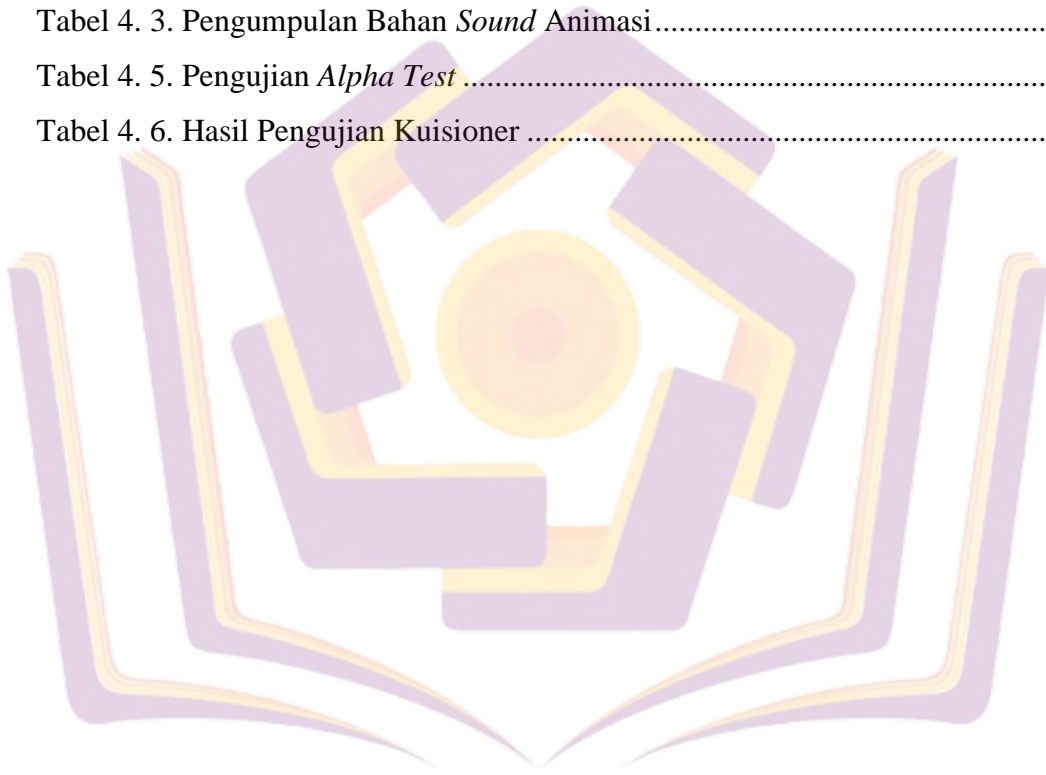 Tabel 4. 3. Pengumpulan Bahan Sound Animasi..................................................
Tabel 4. 5. Pengujian Alpha Test ..........................................................................
Tabel 4. 6. Hasil Pengujian Kuisioner ..................................................................